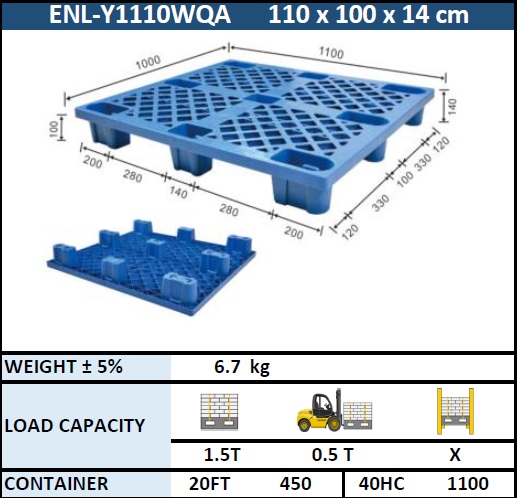 ENL-Y1110WQA 110 x 100 x 14 cm
1000
1100
100
140
200
280
140
280
200
120
330
100
330
120
WEIGHT ± 5% 6.7 kg
LOAD CAPACITY
1.5T 0.5 T X
CONTAINER 20FT 450 40HC 1100